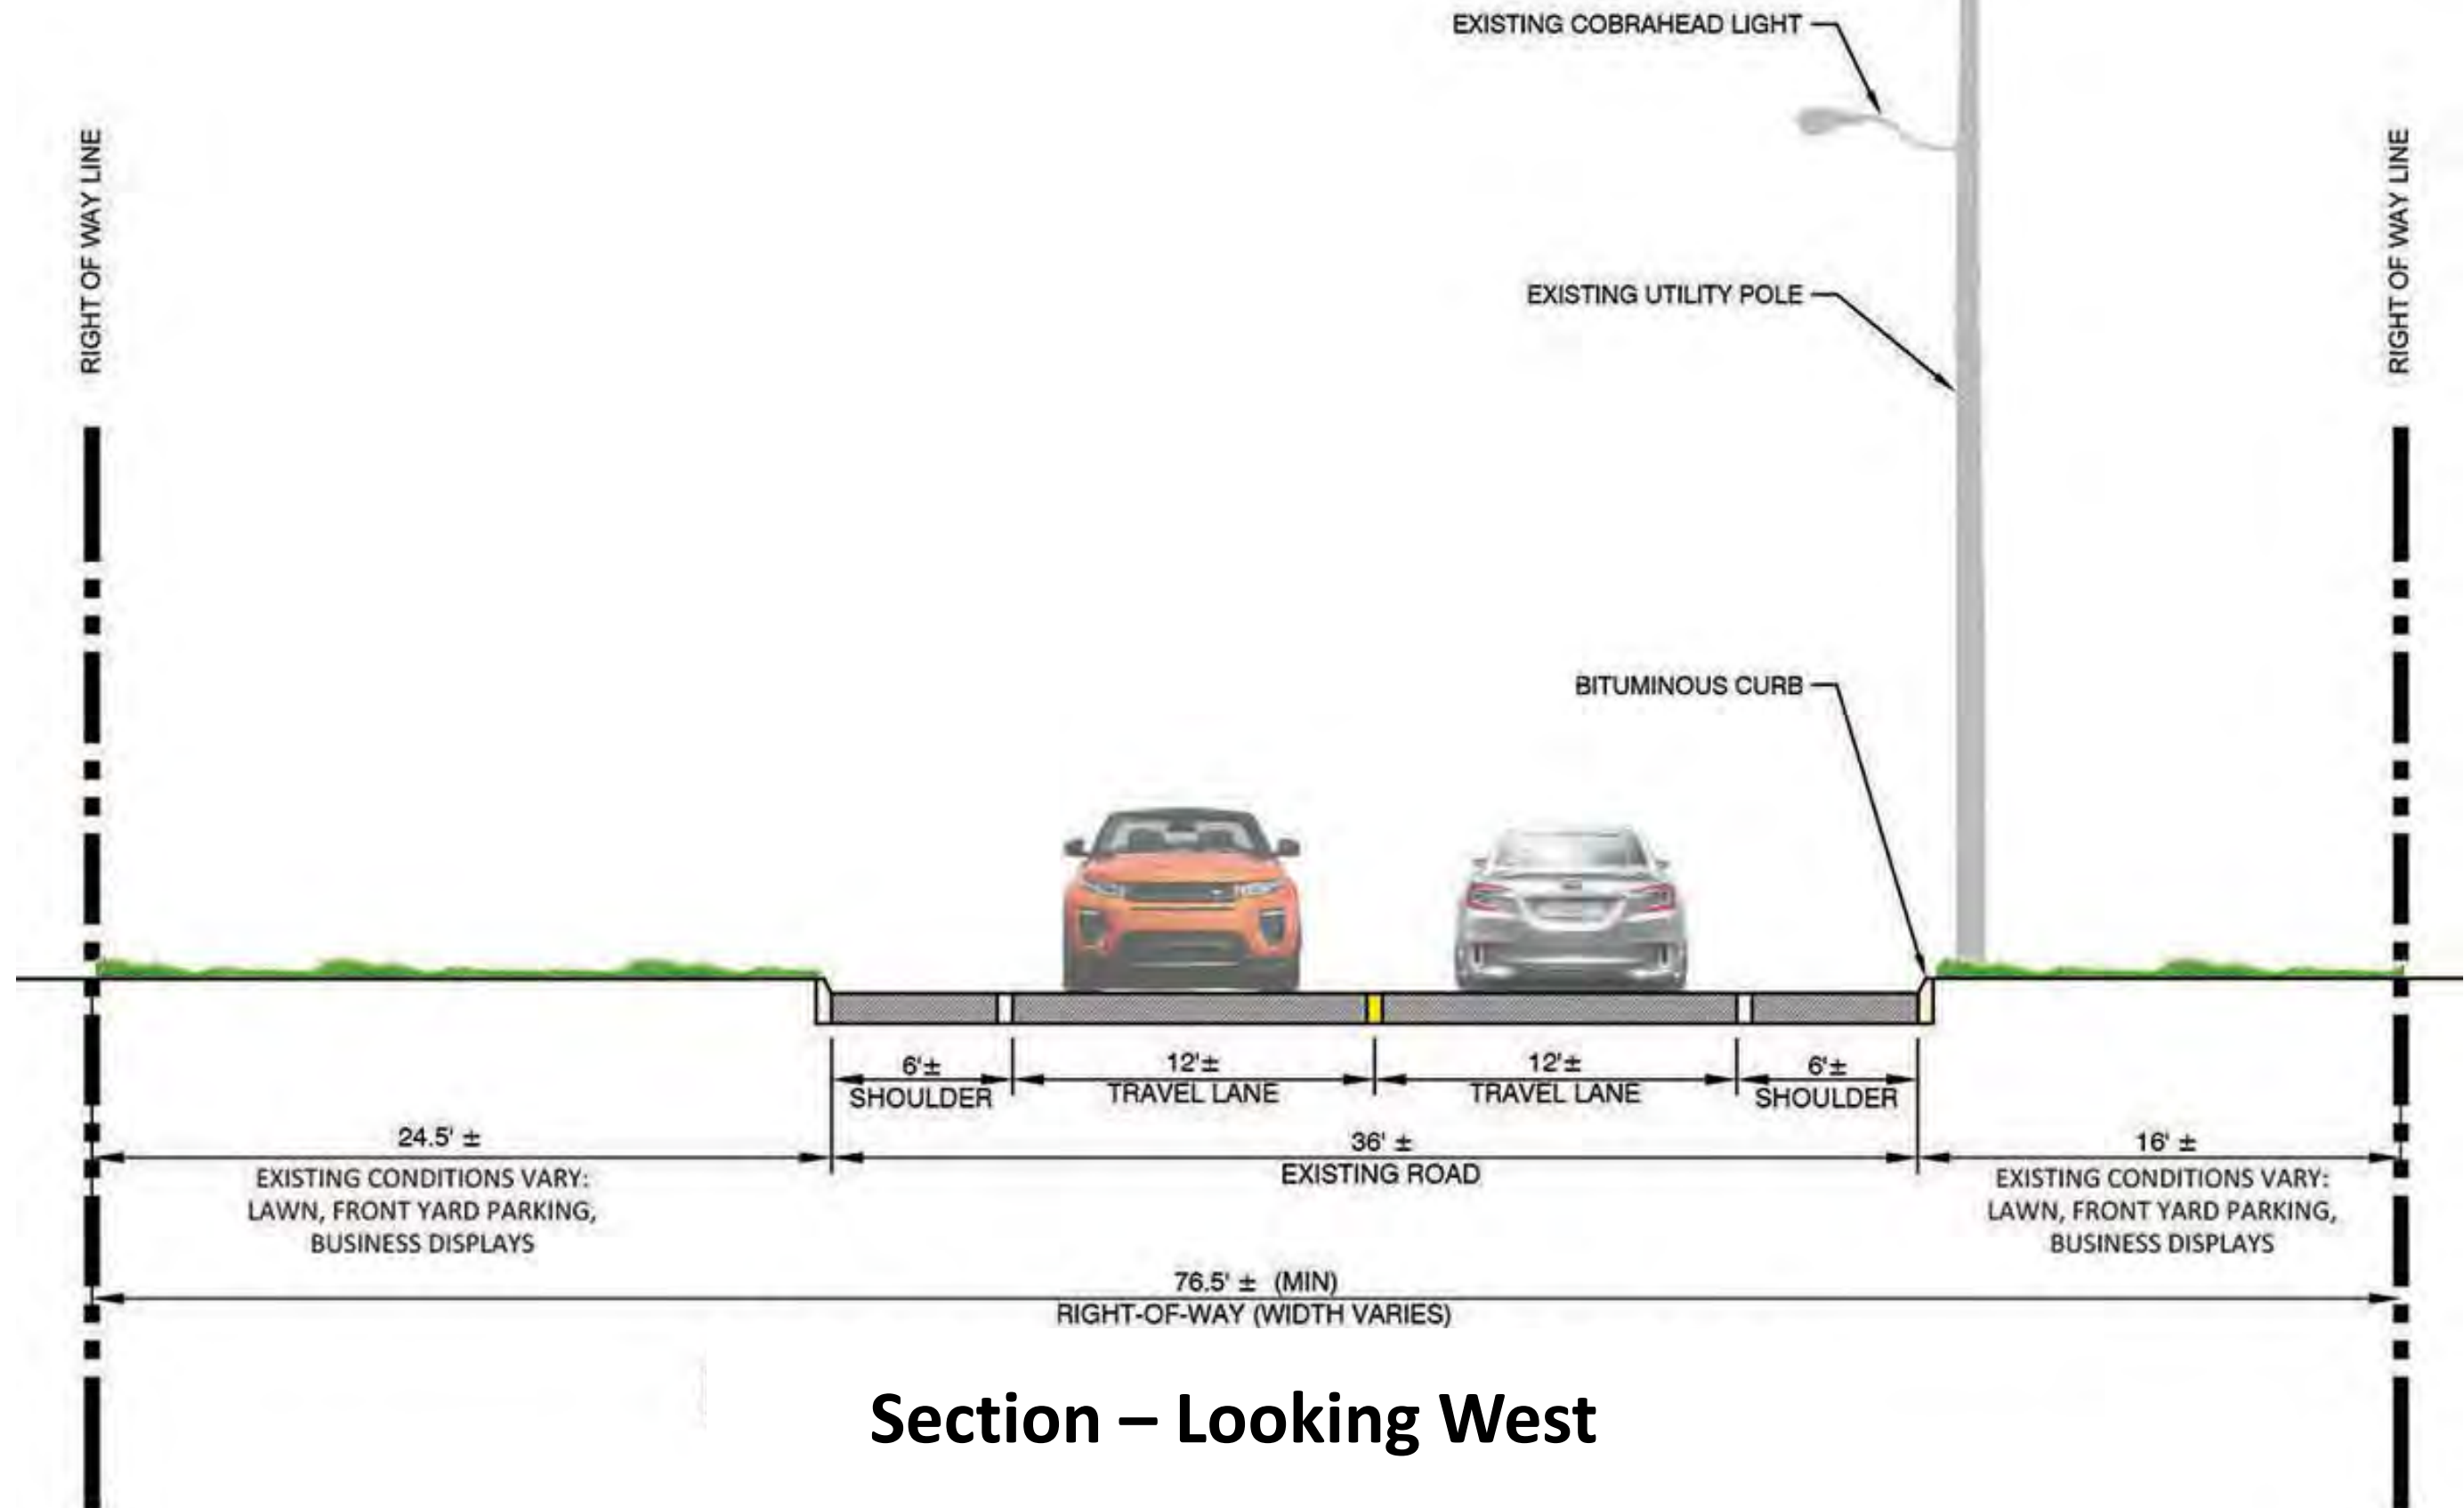 EXISTING COBRAHEAD LIGHT
RIGHT OF WAY LINE
RIGHT OF WAY LINE
EXISTING UTILITY POLE
BITUMINOUS CURB
6'±
SHOULDER
12'±
TRAVEL LANE
12'±
TRAVEL LANE
6'±
SHOULDER
24.5' ±
EXISTING CONDITIONS VARY:
LAWN, FRONT YARD PARKING,
BUSINESS DISPLAYS
36' ±
EXISTING ROAD
16' ±
EXISTING CONDITIONS VARY:
LAWN, FRONT YARD PARKING,
BUSINESS DISPLAYS
76.5' ± (MIN)
RIGHT-OF-WAY (WIDTH VARIES)
Section – Looking West